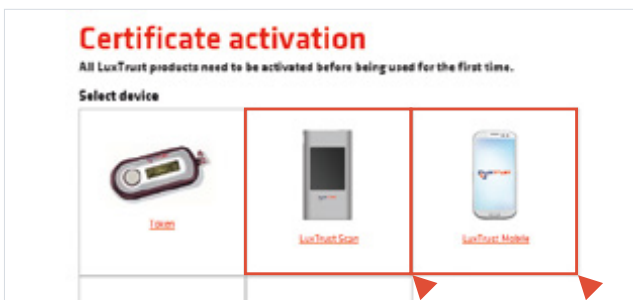 Certificate activation
All LuxTrust products need to be activated before being used for the first time.
Select device
Token
LuxTrust Scan
LuxTrust Mobile
LuxTrust